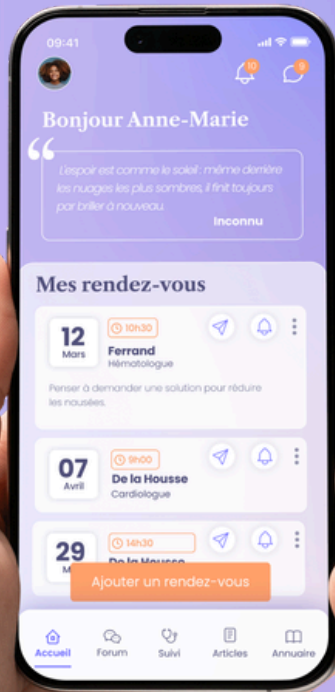 09:41
10
9
Bonjour Anne-Marie
“
L'espoir est comme le soleil : même derrière
les nuages les plus sombres, il finit toujours
par briller à nouveau.
Inconnu
Mes rendez-vous
12
Mars
10h30
Ferrand
Hématologue
Penser à demander une solution pour réduire
les nausées.
07
Avril
9h00
De la Housse
Cardiologue
29
14h30
De la Housse
Ajouter un rendez-vous
Accueil
Forum
Suivi
Articles
Annuaire